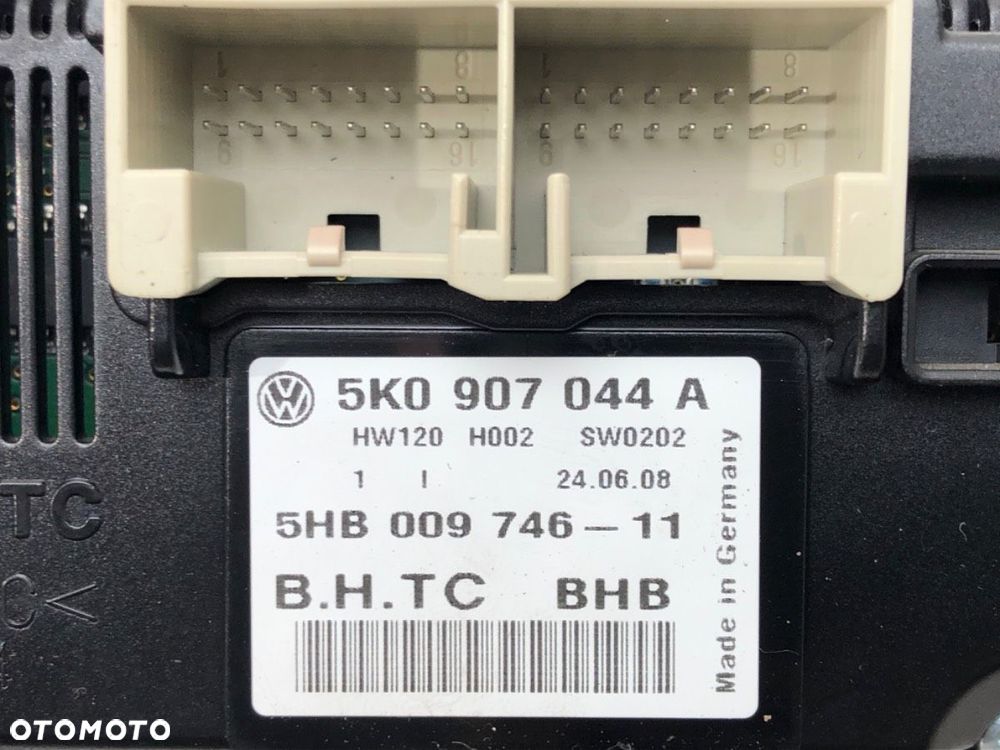 1 8 1 8
9 16 9 16
5K0 907 044 A
HW120 H002 SW0202
1 I 24.06.08
5HB 009 746-11
B.H.TC BHB
Made in Germany
TC
C<
OTOMOTO